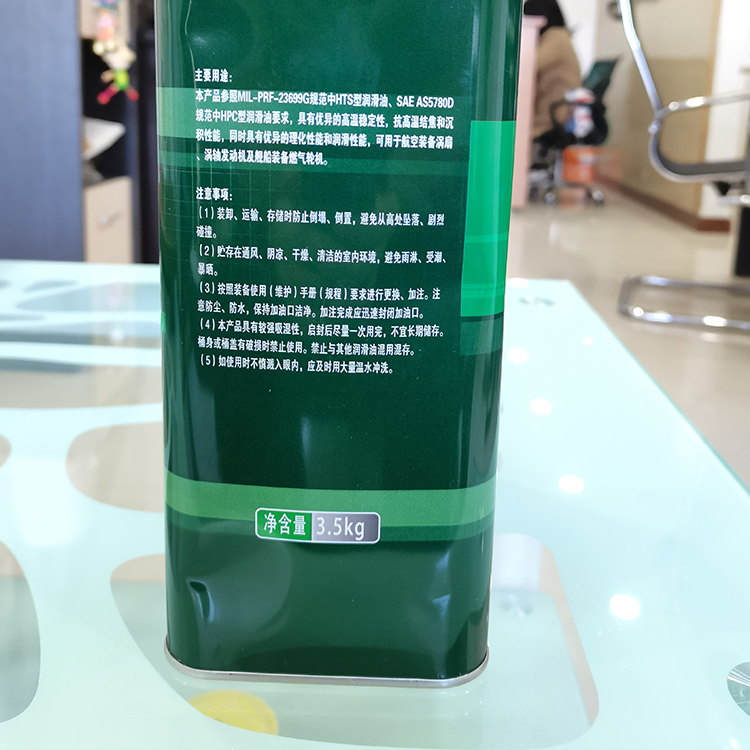 主要用途：
本产品参照MIL-PRF-23699G规范中HTS型润滑油、SAE AS5780D
规范中HPC型润滑油要求，具有优异的高温稳定性，抗高温结焦和沉
积性能，同时具有优异的理化性能和润滑性能，可用于航空装备涡扇
、涡轴发动机及舰船装备燃气轮机。
注意事项：
（1）装卸、运输、存储时防止倒塌、倒置，避免从高处坠落、剧烈
碰撞。
（2）贮存在通风、阴凉、干燥、清洁的室内环境，避免雨淋、受潮、
暴晒。
（3）按照装备使用（维护）手册（规程）要求进行更换、加注。注
意防尘、防水，保持加油口洁净。加注完成应迅速封闭加油口。
（4）本产品具有较强吸湿性，启封后尽量一次用完，不宜长期储存。
桶身或桶盖有破损时禁止使用。禁止与其他润滑油混用混存。
（5）如使用时不慎溅入眼内，应及时用大量温水冲洗。
净含量 3.5kg